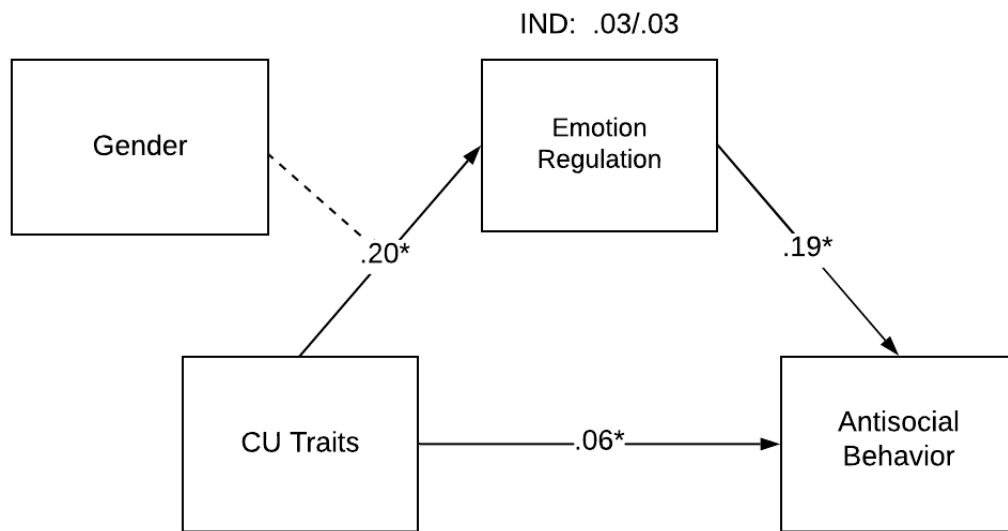 IND: .03/.03
Gender
Emotion
Regulation
.20*
.19*
CU Traits
.06*
Antisocial
Behavior